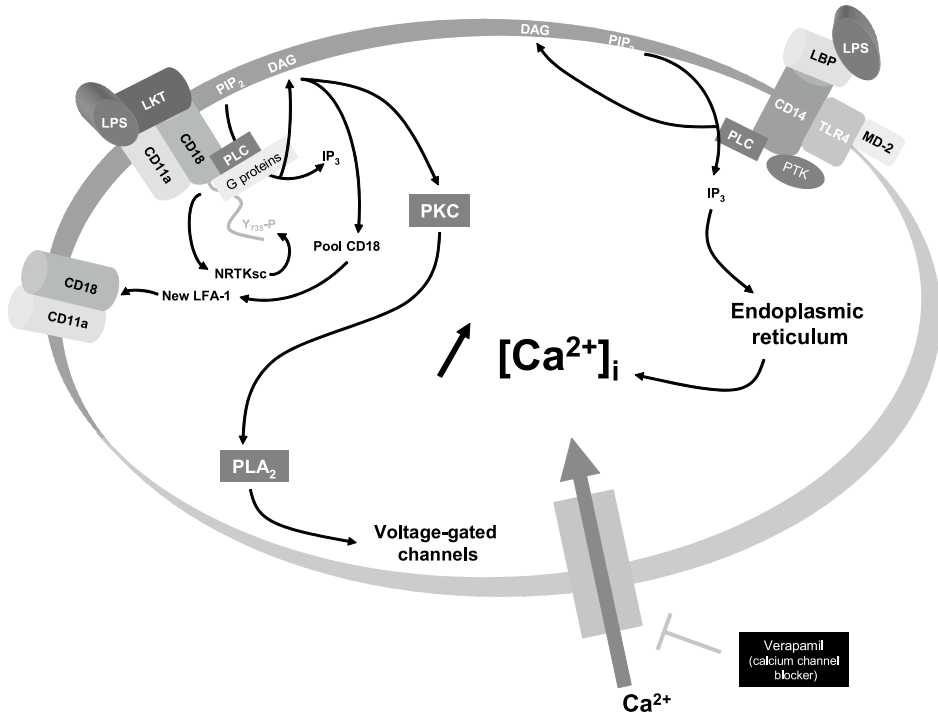 DAG
PIP2
LBP
LPS
CD14
TLR4
MD-2
PLC
PTK
IP3
DAG
PIP2
LKT
LPS
CD18
CD11a
PLC
G proteins
IP3
Y735-P
NRTKsc
Pool CD18
New LFA-1
CD18
CD11a
PKC
Endoplasmic
reticulum
[Ca2+]i
PLA2
Voltage-gated
channels
Verapamil
(calcium channel
blocker)
Ca2+